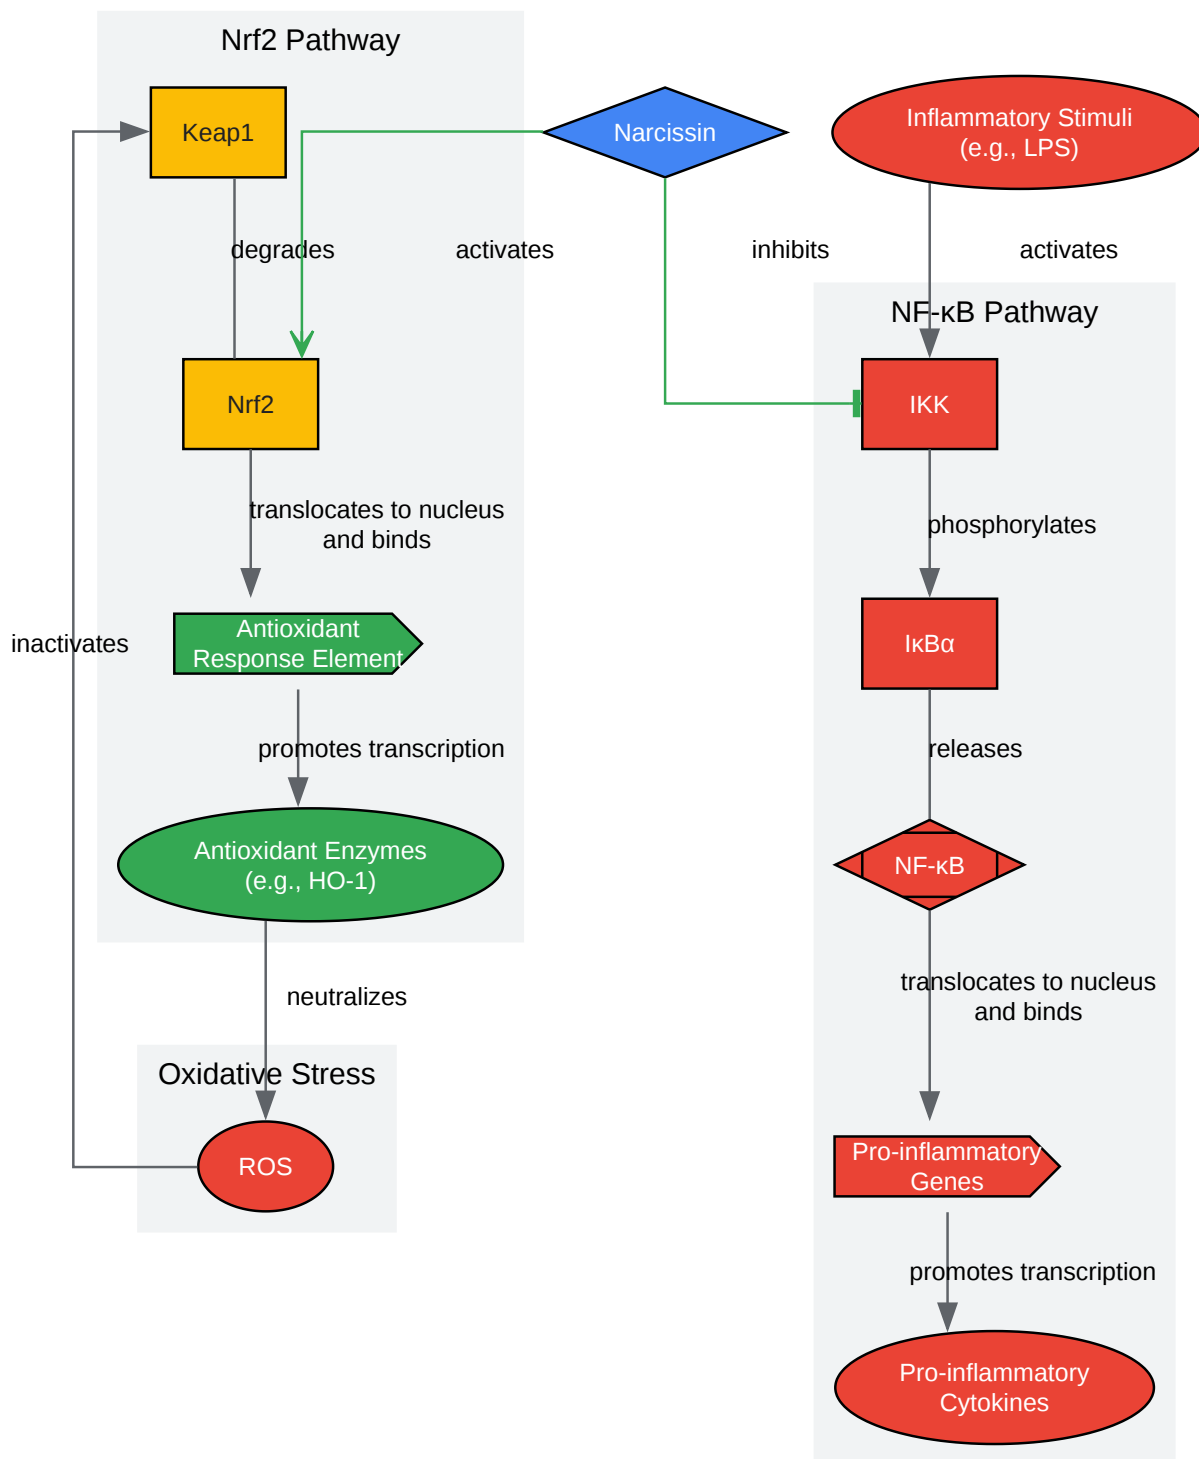 Nrf2 Pathway
Keap1
Narcissin
Inflammatory Stimuli
(e.g., LPS)
degrades
activates
inhibits
activates
NF-κB Pathway
Nrf2
IKK
translocates to nucleus
and binds
phosphorylates
inactivates
Antioxidant
Response Element
IκBα
promotes transcription
releases
Antioxidant Enzymes
(e.g., HO-1)
NF-κB
neutralizes
translocates to nucleus
and binds
Oxidative Stress
ROS
Pro-inflammatory
Genes
promotes transcription
Pro-inflammatory
Cytokines